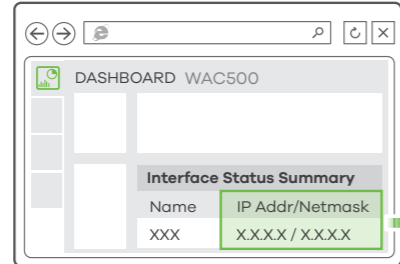 DASHBOARD WAC500
Interface Status Summary
Name IP Addr/Netmask
XXX X.X.X.X / X.X.X.X